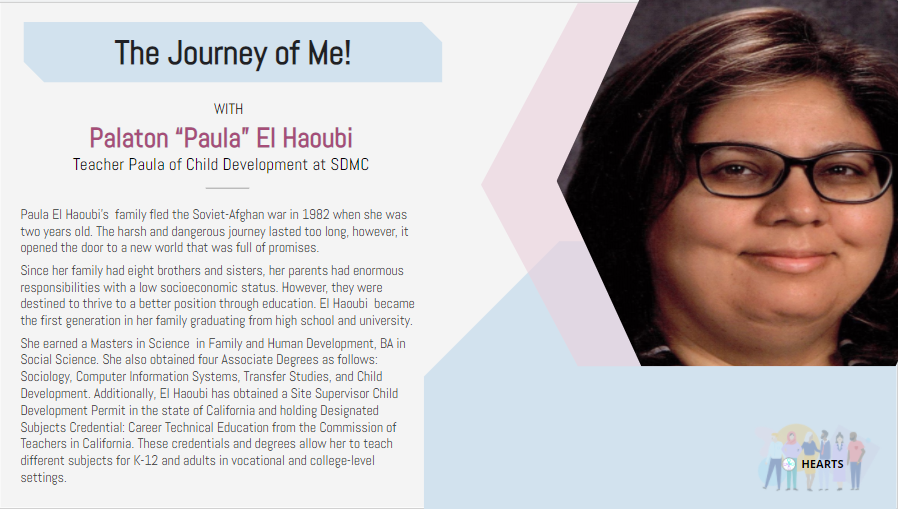 The Journey of Me!
WITH
Palaton “Paula” El Haoubi
Teacher Paula of Child Development at SDMC
Paula El Haoubi's family fled the Soviet-Afghan war in 1982 when she was
two years old. The harsh and dangerous journey lasted too long, however, it
opened the door to a new world that was full of promises.
Since her family had eight brothers and sisters, her parents had enormous
responsibilities with a low socioeconomic status. However, they were
destined to thrive to a better position through education. El Haoubi became
the first generation in her family graduating from high school and university.
She earned a Masters in Science in Family and Human Development, BA in
Social Science. She also obtained four Associate Degrees as follows:
Sociology, Computer Information Systems, Transfer Studies, and Child
Development. Additionally, El Haoubi has obtained a Site Supervisor Child
Development Permit in the state of California and holding Designated
Subjects Credential: Career Technical Education from the Commission of
Teachers in California. These credentials and degrees allow her to teach
different subjects for K-12 and adults in vocational and college-level
settings.
HEARTS